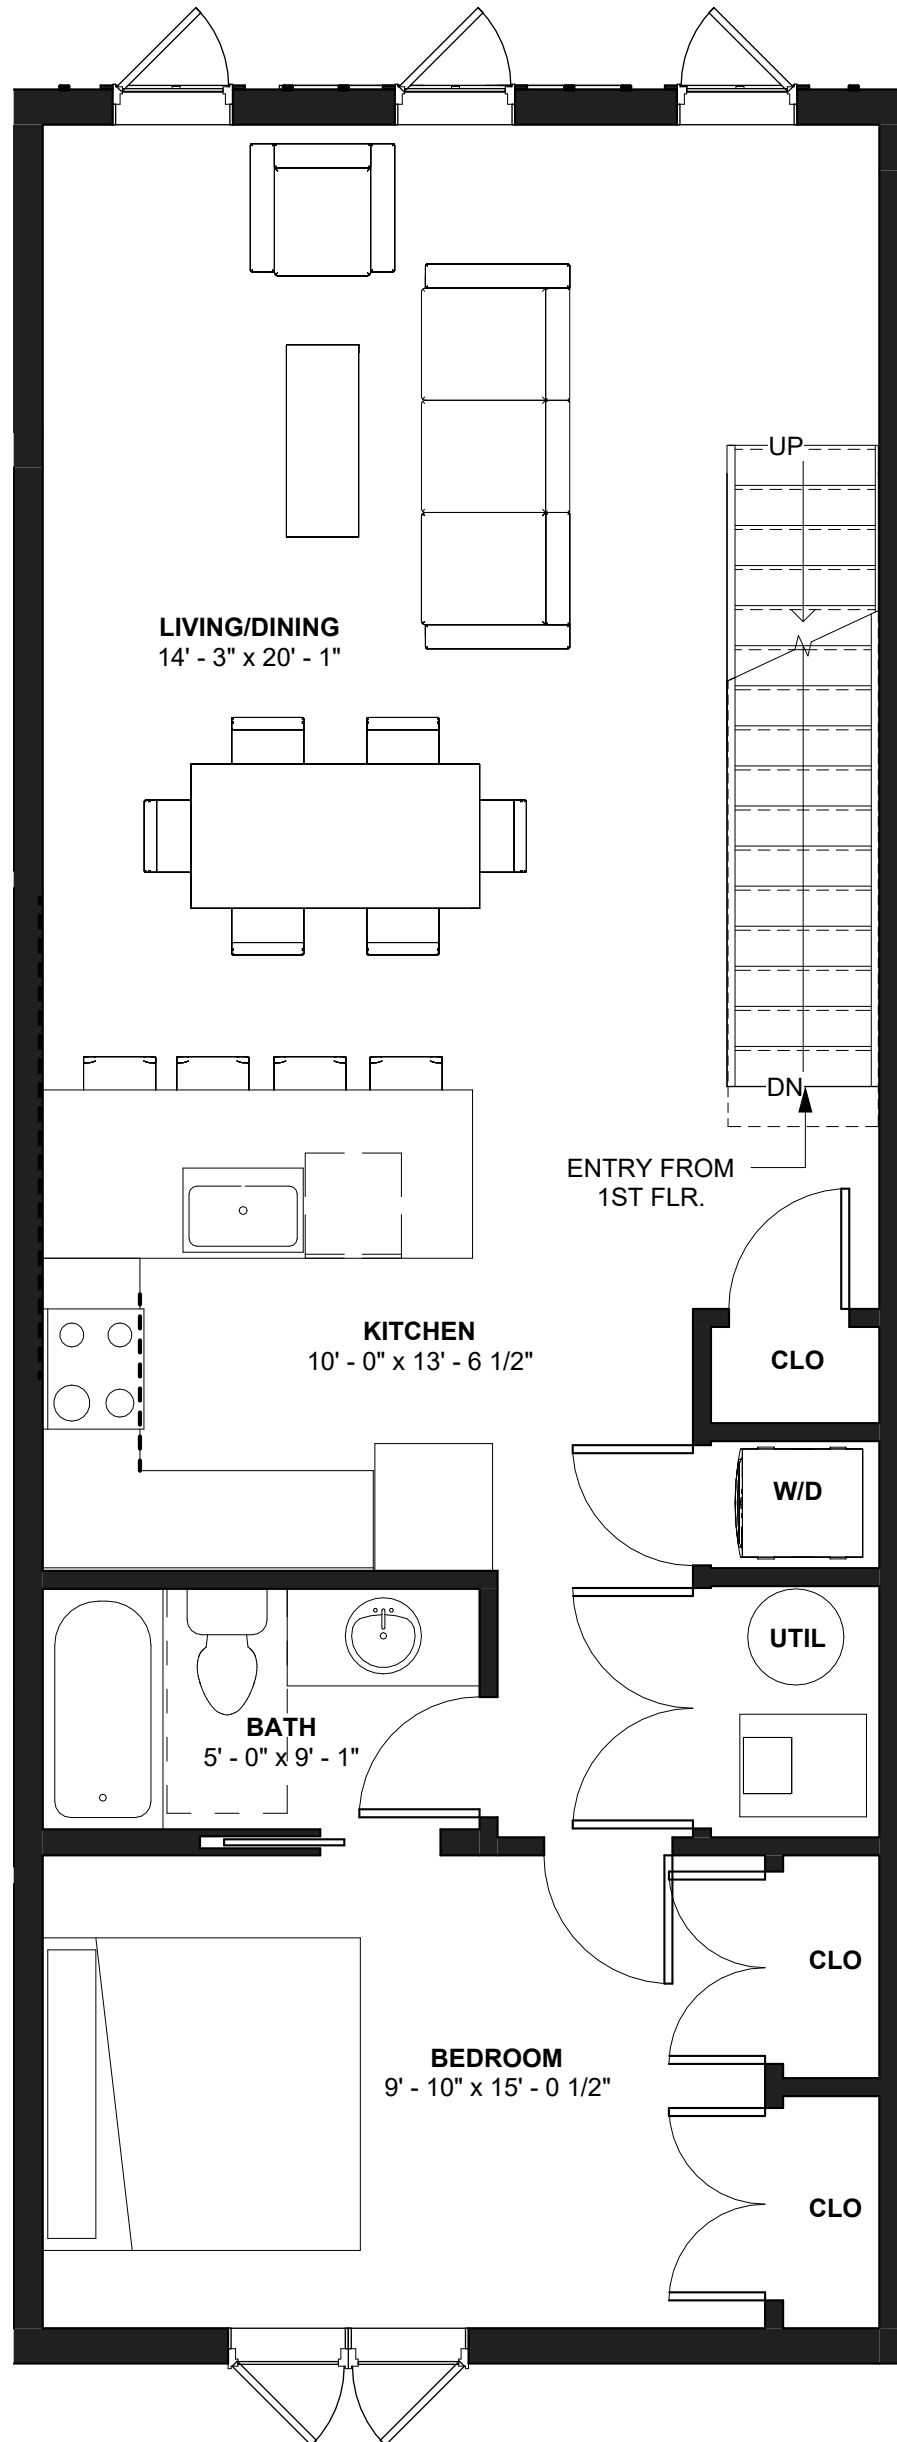 UP
LIVING/DINING
14' - 3" x 20' - 1"
DN
ENTRY FROM
1ST FLR.
KITCHEN
10' - 0" x 13' - 6 1/2"
CLO
W/D
UTIL
BATH
5' - 0" x 9' - 1"
CLO
BEDROOM
9' - 10" x 15' - 0 1/2"
CLO